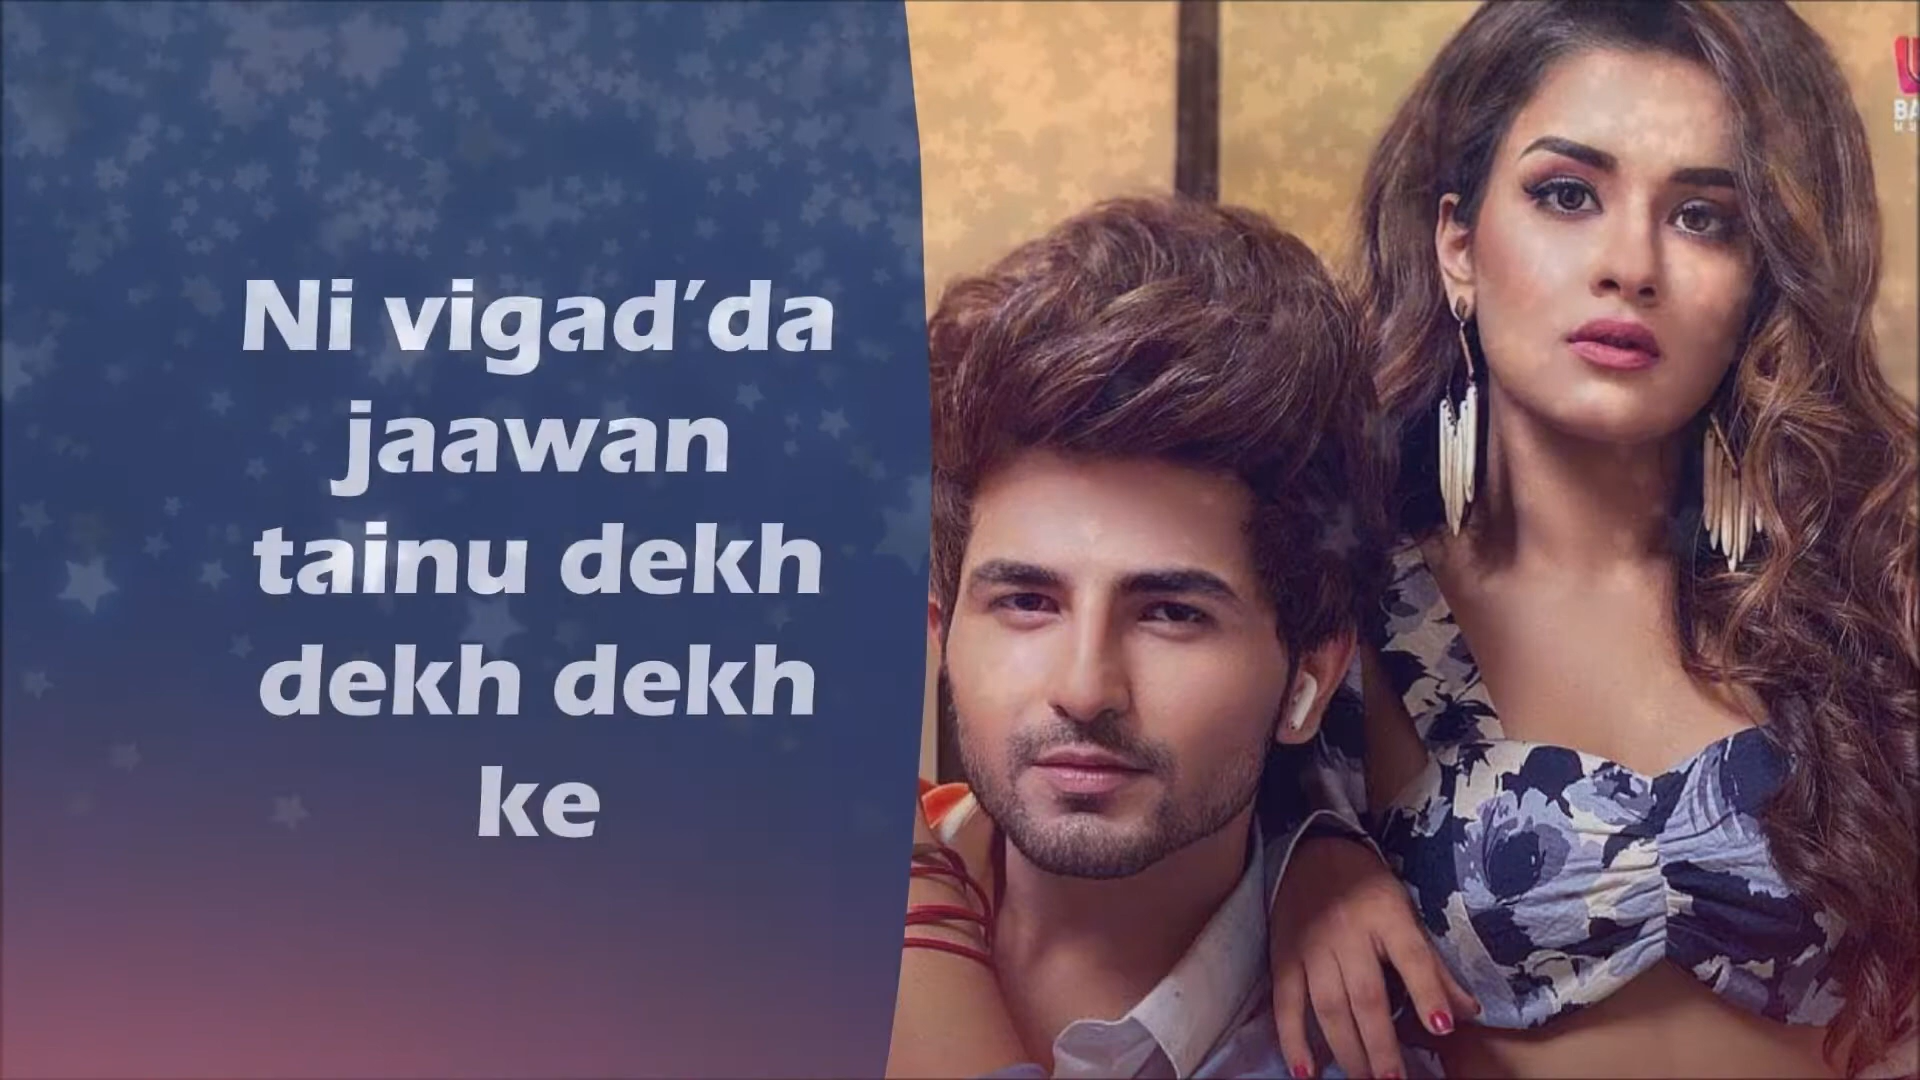 Ni vigad’da
jaawan
tainu dekh
dekh dekh
ke